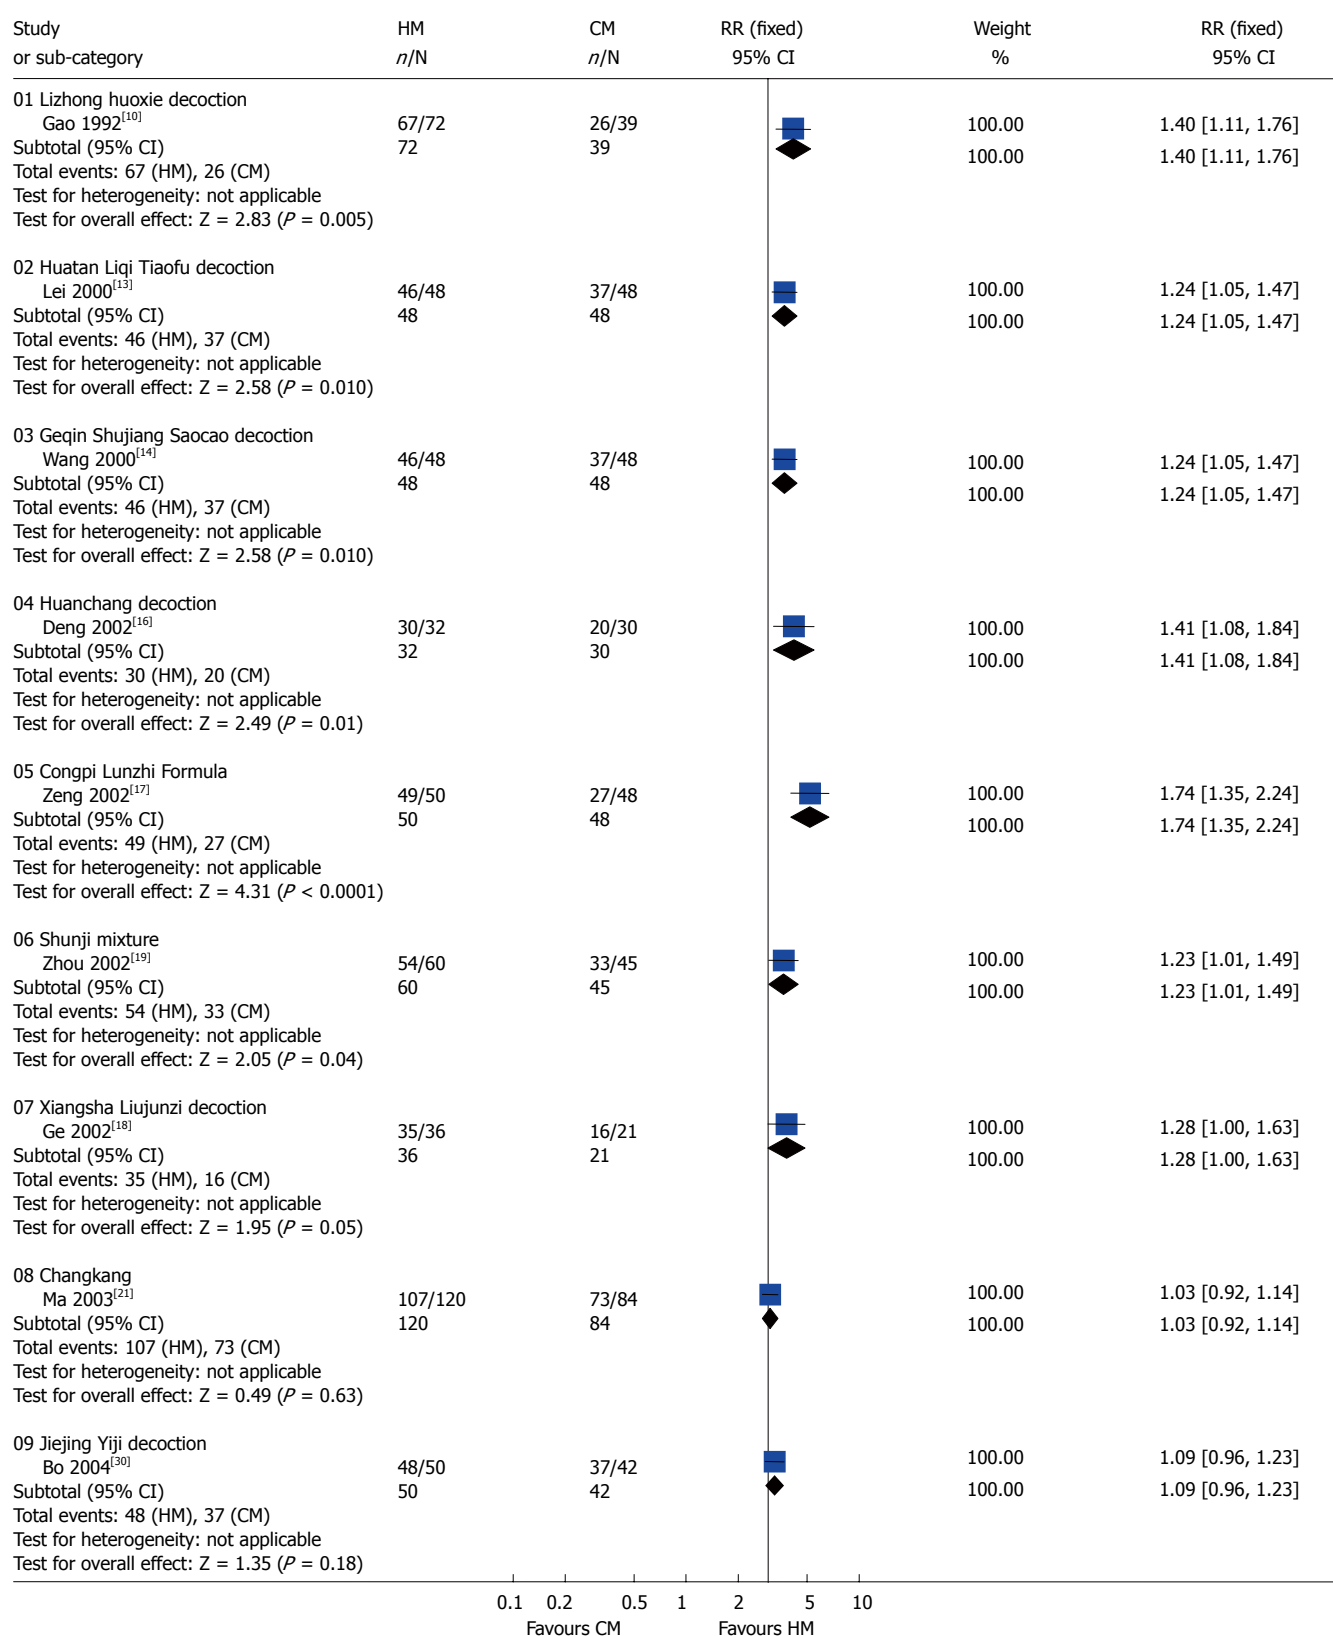 Study HM CM RR (fixed) Weight RR (fixed)
or sub-category n/N n/N 95% CI % 95% CI
01 Lizhong huoxie decoction
Gao 1992[10] 67/72 26/39 100.00 1.40 [1.11, 1.76]
Subtotal (95% CI) 72 39 100.00 1.40 [1.11, 1.76]
Total events: 67 (HM), 26 (CM)
Test for heterogeneity: not applicable
Test for overall effect: Z = 2.83 (P = 0.005)
02 Huatan Liqi Tiaofu decoction
Lei 2000[13] 46/48 37/48 100.00 1.24 [1.05, 1.47]
Subtotal (95% CI) 48 48 100.00 1.24 [1.05, 1.47]
Total events: 46 (HM), 37 (CM)
Test for heterogeneity: not applicable
Test for overall effect: Z = 2.58 (P = 0.010)
03 Geqin Shujiang Saocao decoction
Wang 2000[14] 46/48 37/48 100.00 1.24 [1.05, 1.47]
Subtotal (95% CI) 48 48 100.00 1.24 [1.05, 1.47]
Total events: 46 (HM), 37 (CM)
Test for heterogeneity: not applicable
Test for overall effect: Z = 2.58 (P = 0.010)
04 Huanchang decoction
Deng 2002[16] 30/32 20/30 100.00 1.41 [1.08, 1.84]
Subtotal (95% CI) 32 30 100.00 1.41 [1.08, 1.84]
Total events: 30 (HM), 20 (CM)
Test for heterogeneity: not applicable
Test for overall effect: Z = 2.49 (P = 0.01)
05 Congpi Lunzhi Formula
Zeng 2002[17] 49/50 27/48 100.00 1.74 [1.35, 2.24]
Subtotal (95% CI) 50 48 100.00 1.74 [1.35, 2.24]
Total events: 49 (HM), 27 (CM)
Test for heterogeneity: not applicable
Test for overall effect: Z = 4.31 (P < 0.0001)
06 Shunji mixture
Zhou 2002[19] 54/60 33/45 100.00 1.23 [1.01, 1.49]
Subtotal (95% CI) 60 45 100.00 1.23 [1.01, 1.49]
Total events: 54 (HM), 33 (CM)
Test for heterogeneity: not applicable
Test for overall effect: Z = 2.05 (P = 0.04)
07 Xiangsha Liujunzi decoction
Ge 2002[18] 35/36 16/21 100.00 1.28 [1.00, 1.63]
Subtotal (95% CI) 36 21 100.00 1.28 [1.00, 1.63]
Total events: 35 (HM), 16 (CM)
Test for heterogeneity: not applicable
Test for overall effect: Z = 1.95 (P = 0.05)
08 Changkang
Ma 2003[21] 107/120 73/84 100.00 1.03 [0.92, 1.14]
Subtotal (95% CI) 120 84 100.00 1.03 [0.92, 1.14]
Total events: 107 (HM), 73 (CM)
Test for heterogeneity: not applicable
Test for overall effect: Z = 0.49 (P = 0.63)
09 Jiejing Yiji decoction
Bo 2004[30] 48/50 37/42 100.00 1.09 [0.96, 1.23]
Subtotal (95% CI) 50 42 100.00 1.09 [0.96, 1.23]
Total events: 48 (HM), 37 (CM)
Test for heterogeneity: not applicable
Test for overall effect: Z = 1.35 (P = 0.18)
0.1 0.2 0.5 1 2 5 10
Favours CM Favours HM